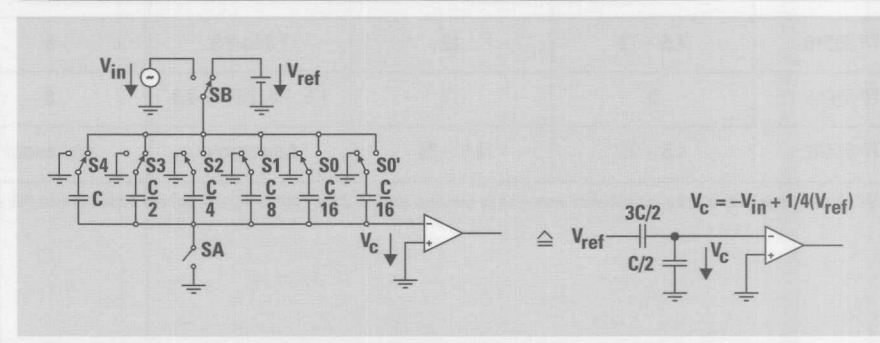 Vin
Vref
SB
S4 S3 S2 S1 S0 S0'
C C/2 C/4 C/8 C/16 C/16
SA
Vc
−
+
≙
Vref
3C/2
C/2
Vc
Vc = –Vin + 1/4(Vref)
−
+